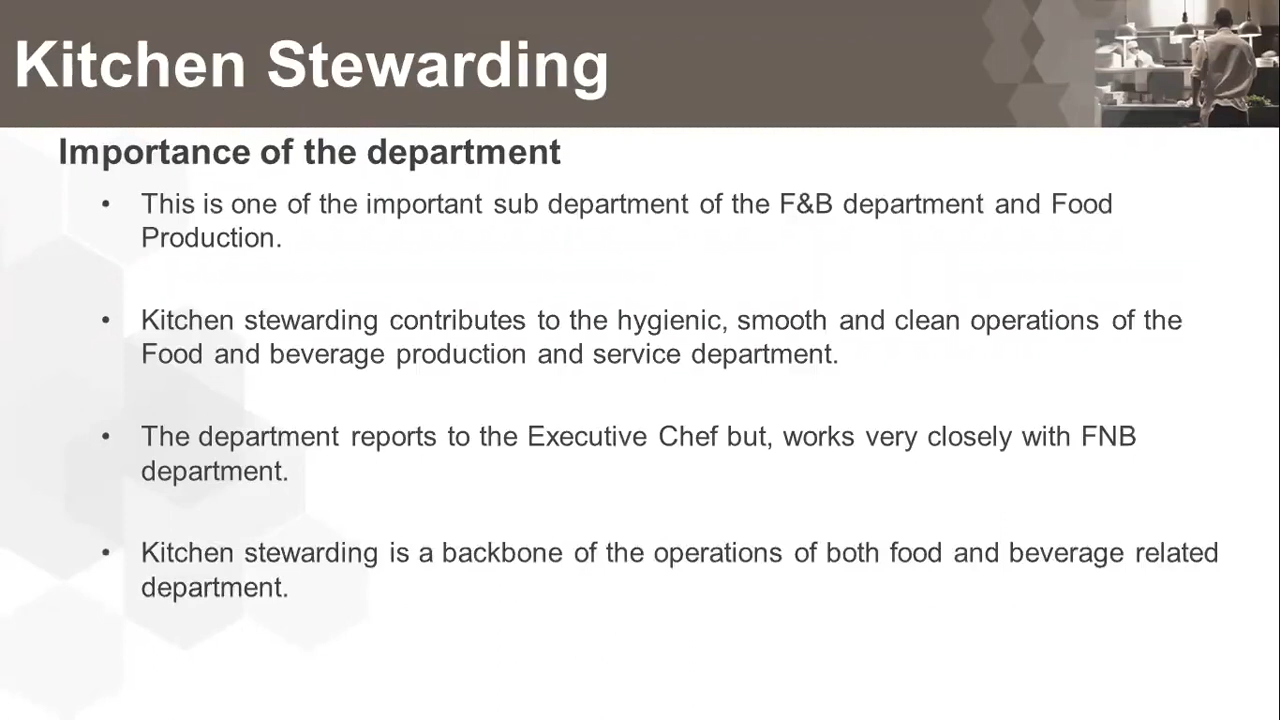 Kitchen Stewarding
Importance of the department
• This is one of the important sub department of the F&B department and Food
Production.
• Kitchen stewarding contributes to the hygienic, smooth and clean operations of the
Food and beverage production and service department.
• The department reports to the Executive Chef but, works very closely with FNB
department.
• Kitchen stewarding is a backbone of the operations of both food and beverage related
department.